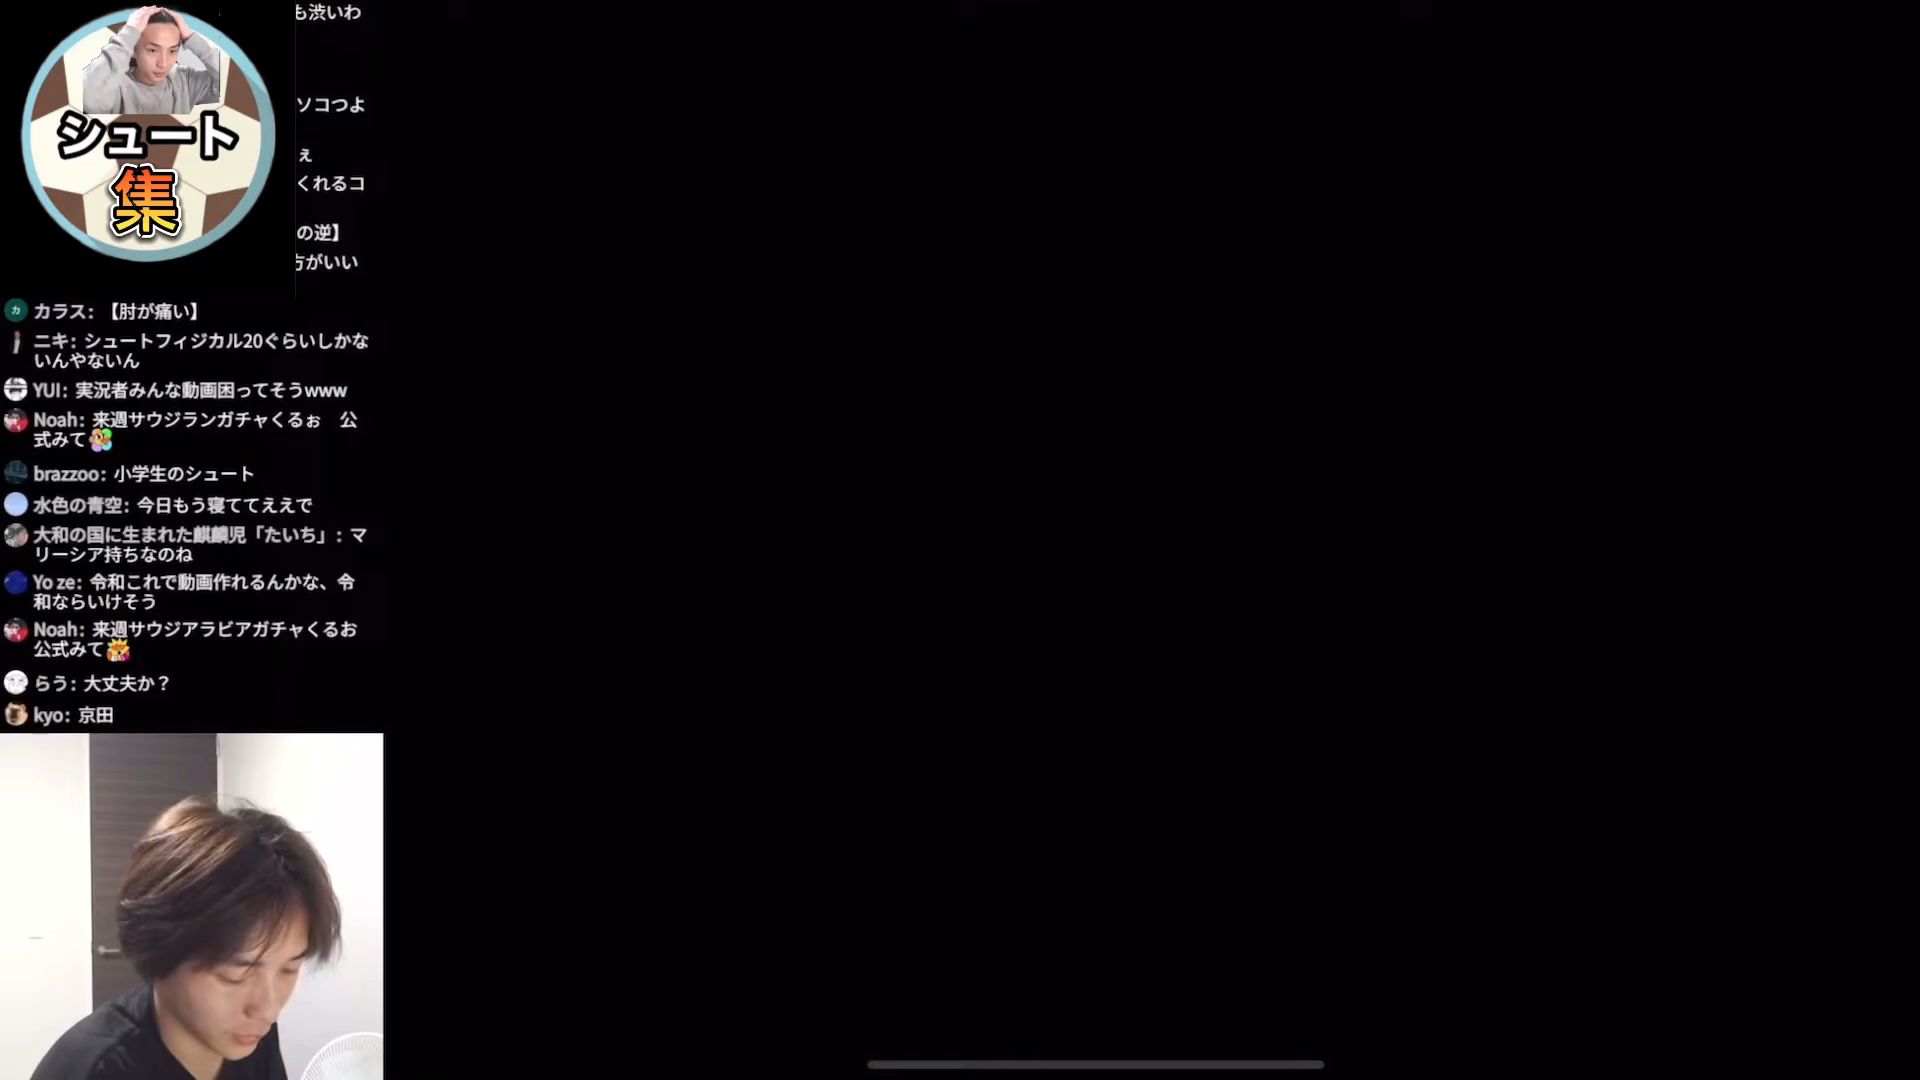 も渋いわ
ソコつよ
ぇ
くれるコ
の逆】
方がいい
シュート
集
カ カラス: 【肘が痛い】
ニキ: シュートフィジカル20ぐらいしかな
いんやないん
YUI: 実況者みんな動画困ってそうwww
Noah: 来週サウジランガチャくるぉ　公
式みて
brazzoo: 小学生のシュート
水色の青空: 今日もう寝ててええで
大和の国に生まれた麒麟児「たいち」: マ
リーシア持ちなのね
Yo ze: 令和これで動画作れるんかな、令
和ならいけそう
Noah: 来週サウジアラビアガチャくるお
公式みて
らう: 大丈夫か？
kyo: 京田